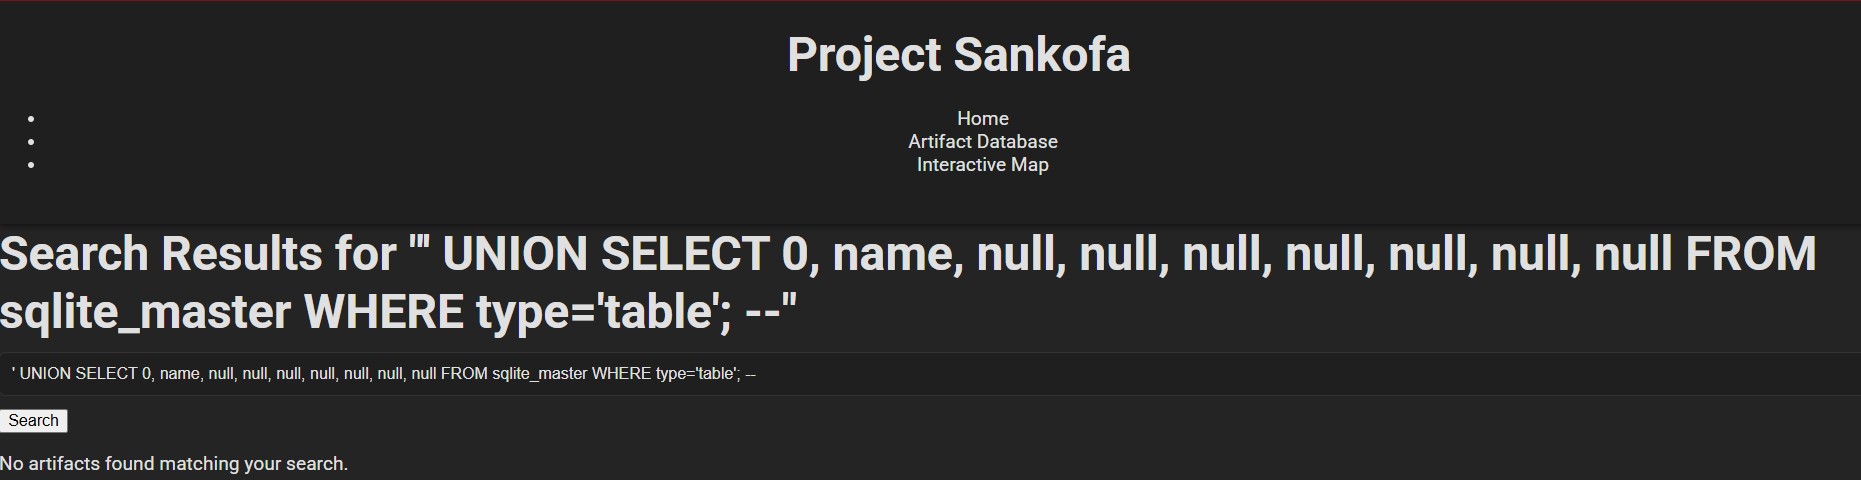 Project Sankofa
Home
Artifact Database
Interactive Map
Search Results for "' UNION SELECT 0, name, null, null, null, null, null, null, null FROM
sqlite_master WHERE type='table'; --"
' UNION SELECT 0, name, null, null, null, null, null, null, null FROM sqlite_master WHERE type='table'; --
Search
No artifacts found matching your search.